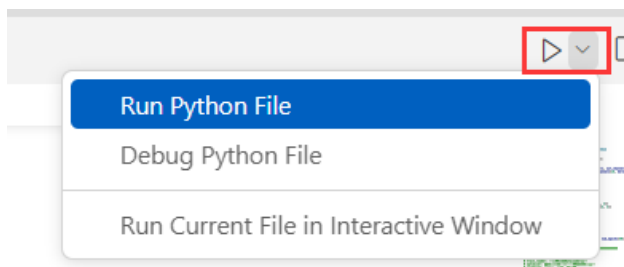 Run Python File
Debug Python File
Run Current File in Interactive Window